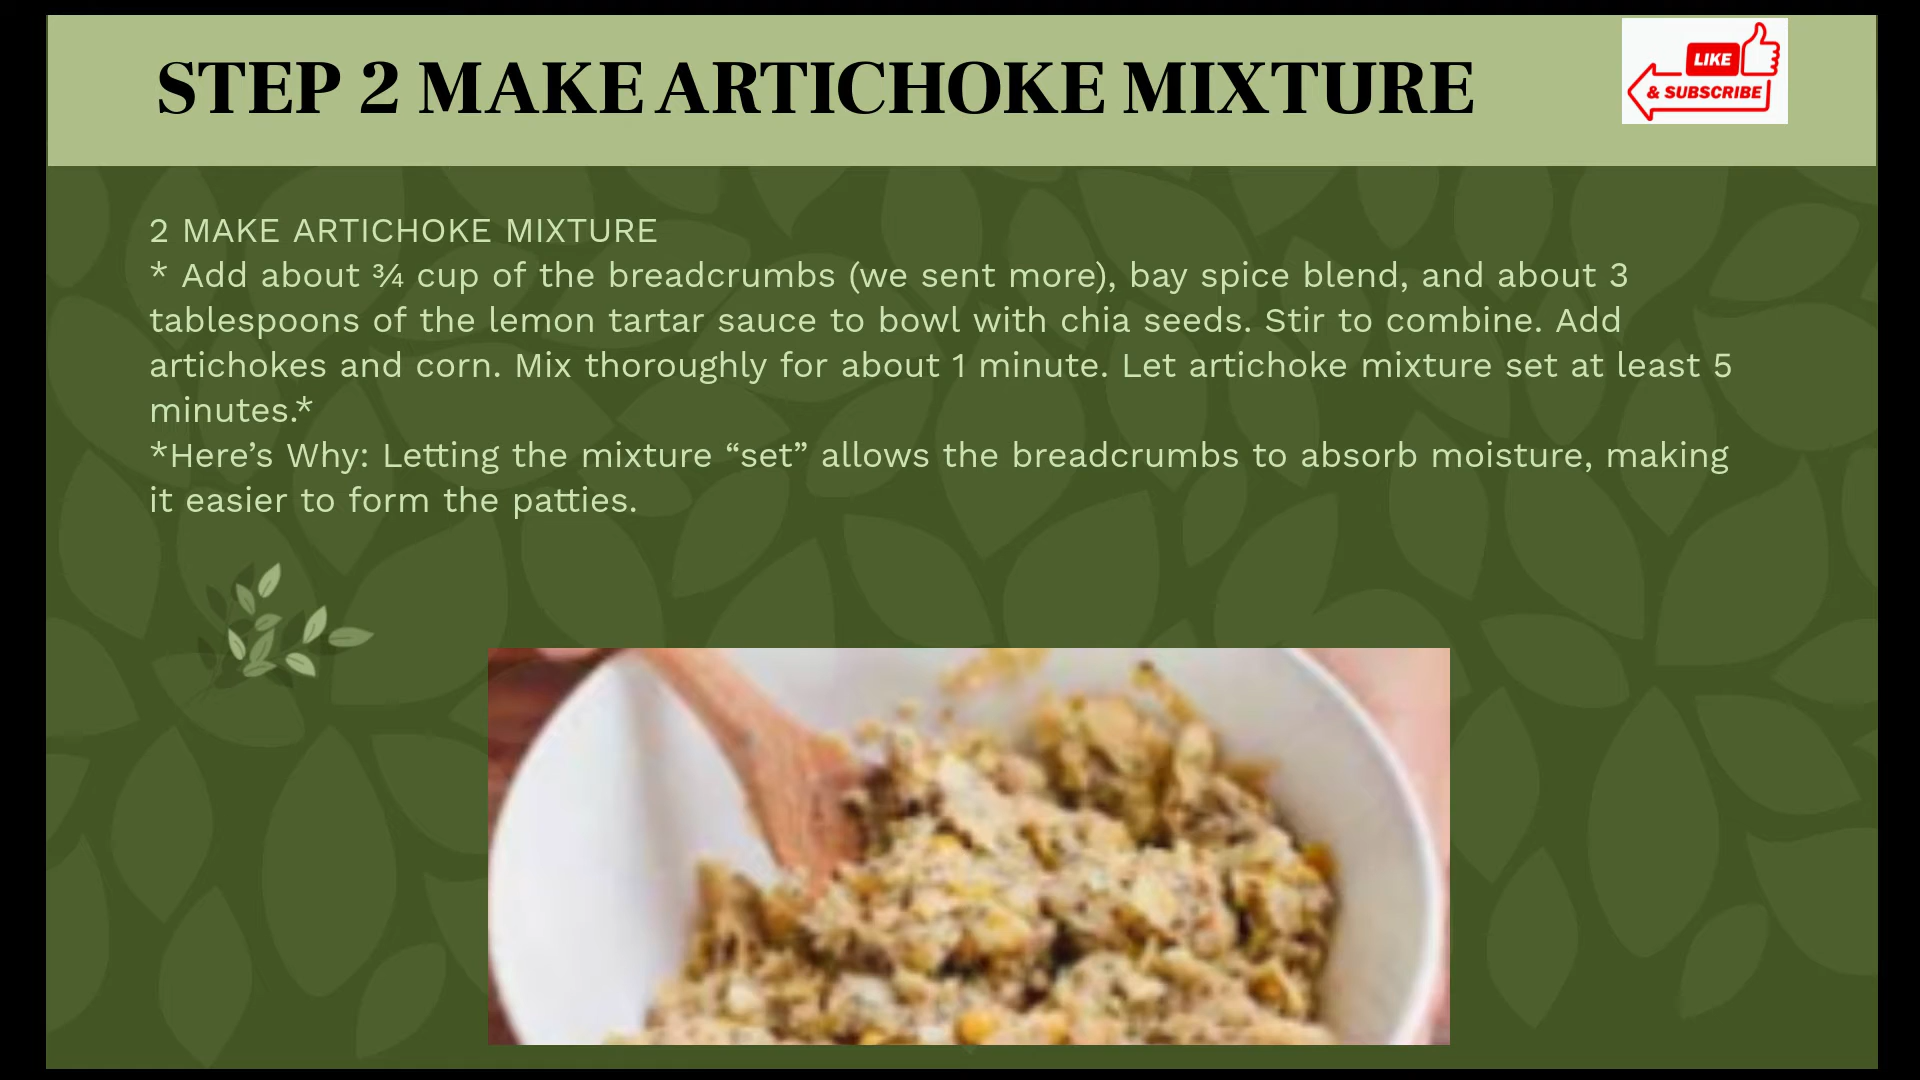 STEP 2 MAKE ARTICHOKE MIXTURE
LIKE
& SUBSCRIBE
2 MAKE ARTICHOKE MIXTURE
* Add about ¾ cup of the breadcrumbs (we sent more), bay spice blend, and about 3
tablespoons of the lemon tartar sauce to bowl with chia seeds. Stir to combine. Add
artichokes and corn. Mix thoroughly for about 1 minute. Let artichoke mixture set at least 5
minutes.*
*Here’s Why: Letting the mixture “set” allows the breadcrumbs to absorb moisture, making
it easier to form the patties.